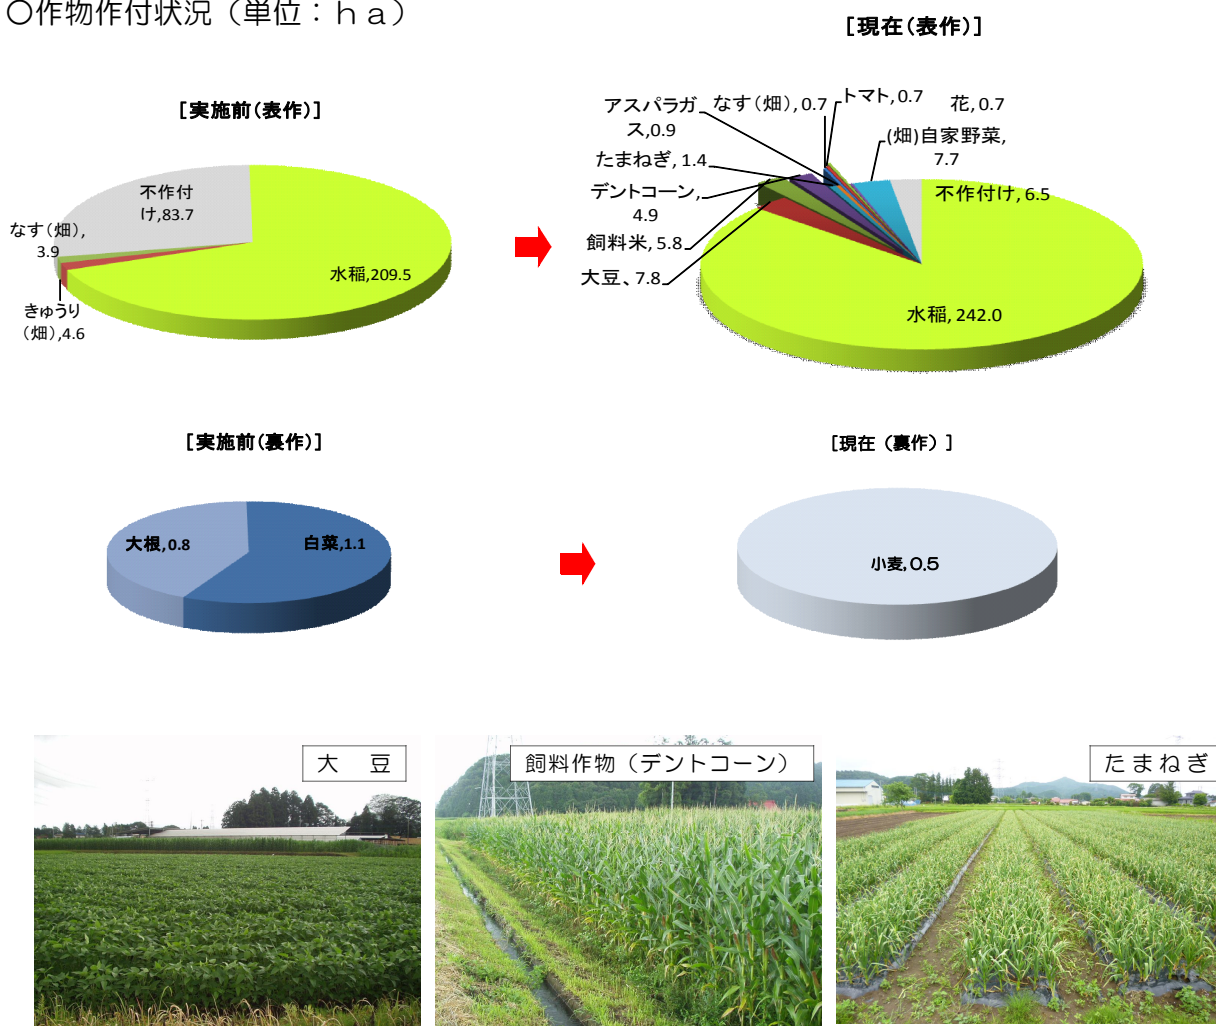 ○作物作付状況（単位：ｈａ）
[実施前(表作)]
不作付
け,83.7
なす(畑),
3.9
きゅうり
(畑),4.6
水稲,209.5
[現在(表作)]
アスパラガ
ス,0.9
なす(畑),0.7
トマト,0.7
花,0.7
(畑)自家野菜,
7.7
たまねぎ,1.4
デントコーン,
4.9
不作付け,6.5
飼料米,5.8
大豆、7.8
水稲,242.0
[実施前(裏作)]
大根,0.8
白菜,1.1
[現在（裏作）]
小麦,０.５
大　豆
飼料作物（デントコーン）
たまねぎ